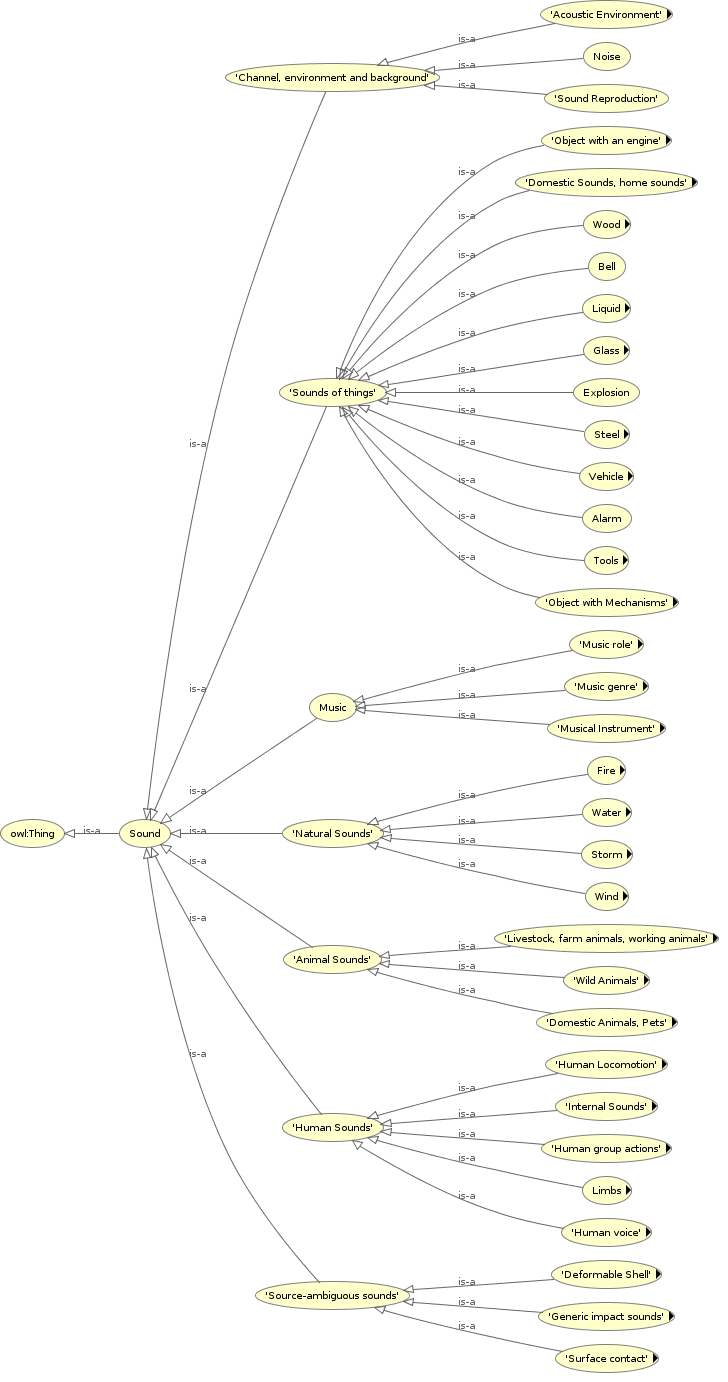 'Acoustic Environment'
is-a
Noise
is-a
'Channel, environment and background'
is-a
'Sound Reproduction'
'Object with an engine'
is-a
'Domestic Sounds, home sounds'
is-a
Wood
is-a
Bell
is-a
Liquid
is-a
Glass
is-a
'Sounds of things'
is-a
Explosion
is-a
Steel
is-a
is-a
Vehicle
is-a
Alarm
is-a
Tools
is-a
'Object with Mechanisms'
'Music role'
is-a
'Music genre'
is-a
is-a
Music
is-a
'Musical Instrument'
Fire
is-a
is-a
Water
is-a
owl:Thing
is-a
Sound
is-a
'Natural Sounds'
is-a
Storm
is-a
is-a
Wind
'Livestock, farm animals, working animals'
is-a
is-a
'Animal Sounds'
is-a
'Wild Animals'
is-a
'Domestic Animals, Pets'
is-a
'Human Locomotion'
is-a
'Internal Sounds'
is-a
'Human Sounds'
is-a
'Human group actions'
is-a
Limbs
is-a
'Human voice'
'Deformable Shell'
is-a
'Source-ambiguous sounds'
is-a
'Generic impact sounds'
is-a
'Surface contact'